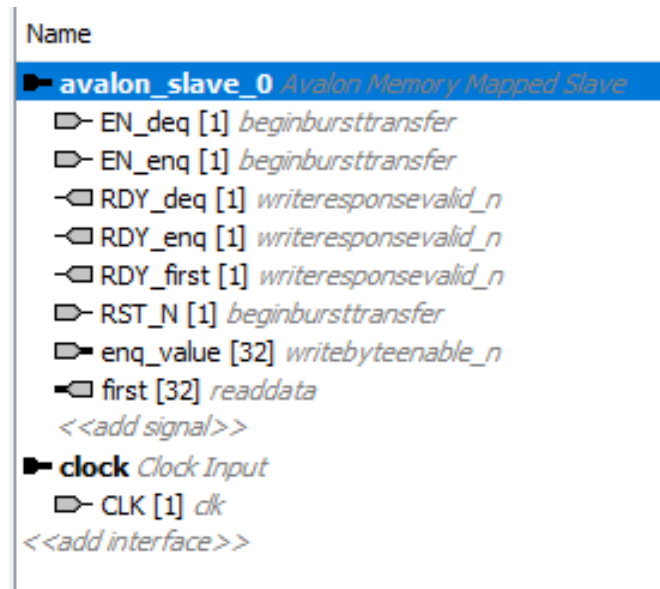 Name
avalon_slave_0 Avalon Memory Mapped Slave
EN_deq [1] beginbursttransfer
EN_enq [1] beginbursttransfer
RDY_deq [1] writeresponsevalid_n
RDY_enq [1] writeresponsevalid_n
RDY_first [1] writeresponsevalid_n
RST_N [1] beginbursttransfer
enq_value [32] writebyteenable_n
first [32] readdata
<<add signal>>
clock Clock Input
CLK [1] clk
<<add interface>>